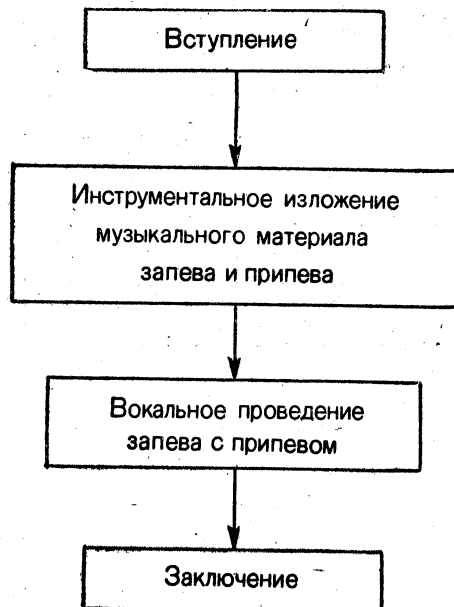 Вступление
Инструментальное изложение
музыкального материала
запева и припева
Вокальное проведение
запева с припевом
Заключение